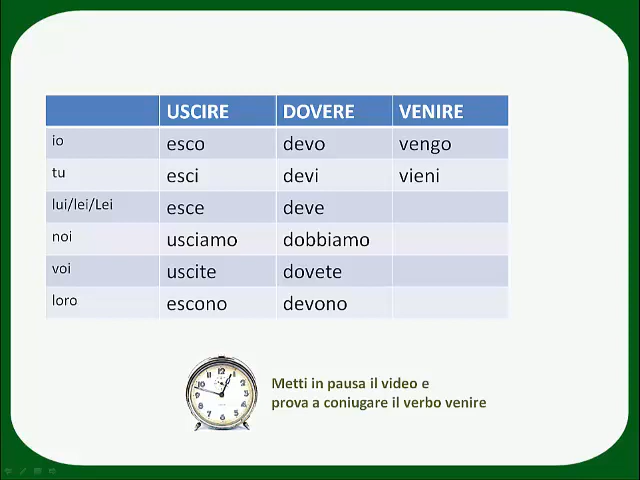 USCIRE DOVERE VENIRE
io esco devo vengo
tu esci devi vieni
lui/lei/Lei esce deve
noi usciamo dobbiamo
voi uscite dovete
loro escono devono
Metti in pausa il video e
prova a coniugare il verbo venire